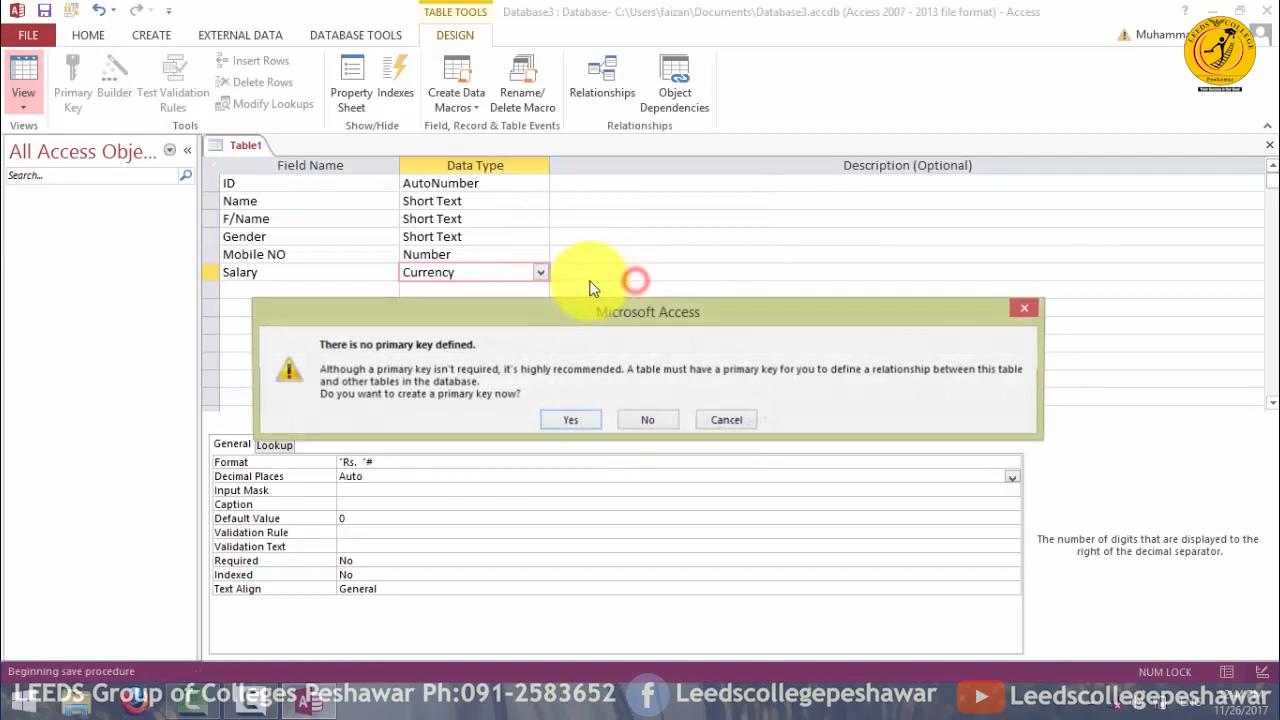 TABLE TOOLS
Database3 : Database- C:\Users\faizan\Documents\Database3.accdb (Access 2007 - 2013 file format) - Access
FILE
HOME
CREATE
EXTERNAL DATA
DATABASE TOOLS
DESIGN
Muhamma
LEEDS COLLEGE
Peshawar
View
Primary Key
Builder
Test Validation Rules
Insert Rows
Delete Rows
Modify Lookups
Property Sheet
Indexes
Create Data Macros
Rename/ Delete Macro
Relationships
Object Dependencies
Views
Tools
Show/Hide
Field, Record & Table Events
Relationships
All Access Obje...
Search...
Table1
Field Name
Data Type
Description (Optional)
ID AutoNumber
Name Short Text
F/Name Short Text
Gender Short Text
Mobile NO Number
Salary Currency
Microsoft Access
There is no primary key defined.
Although a primary key isn't required, it's highly recommended. A table must have a primary key for you to define a relationship between this table
and other tables in the database.
Do you want to create a primary key now?
Yes
No
Cancel
General
Lookup
Format "Rs. "#
Decimal Places Auto
Input Mask
Caption
Default Value 0
Validation Rule
Validation Text
Required No
Indexed No
Text Align General
The number of digits that are displayed to the
right of the decimal separator.
Beginning save procedure
NUM LOCK
LEEDS Group of Colleges Peshawar Ph:091-2583652
f
Leedscollegepeshawar
Leedscollegepeshawar
11/26/2017